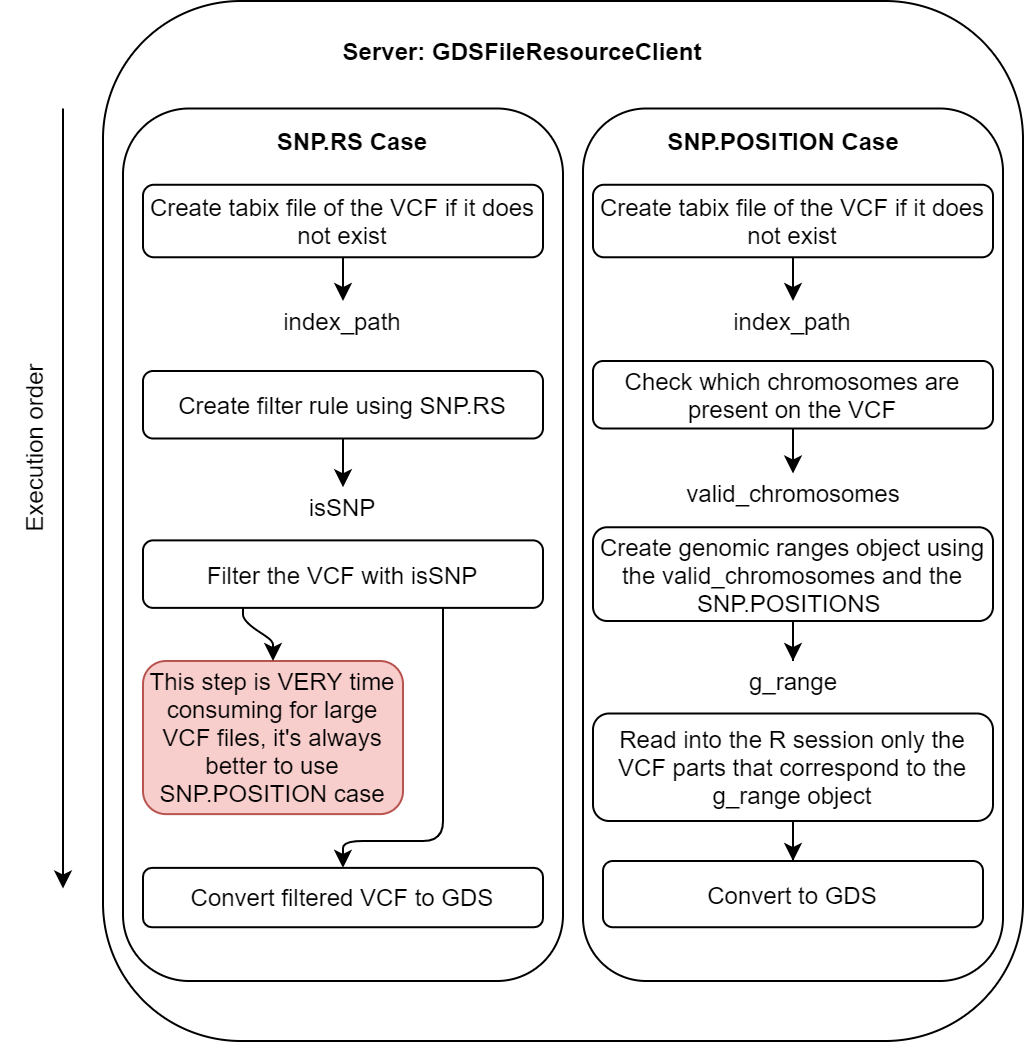 Server: GDSFileResourceClient
Execution order
SNP.RS Case
Create tabix file of the VCF if it does
not exist
index_path
Create filter rule using SNP.RS
isSNP
Filter the VCF with isSNP
This step is VERY time
consuming for large
VCF files, it's always
better to use
SNP.POSITION case
Convert filtered VCF to GDS
SNP.POSITION Case
Create tabix file of the VCF if it does
not exist
index_path
Check which chromosomes are
present on the VCF
valid_chromosomes
Create genomic ranges object using
the valid_chromosomes and the
SNP.POSITIONS
g_range
Read into the R session only the
VCF parts that correspond to the
g_range object
Convert to GDS